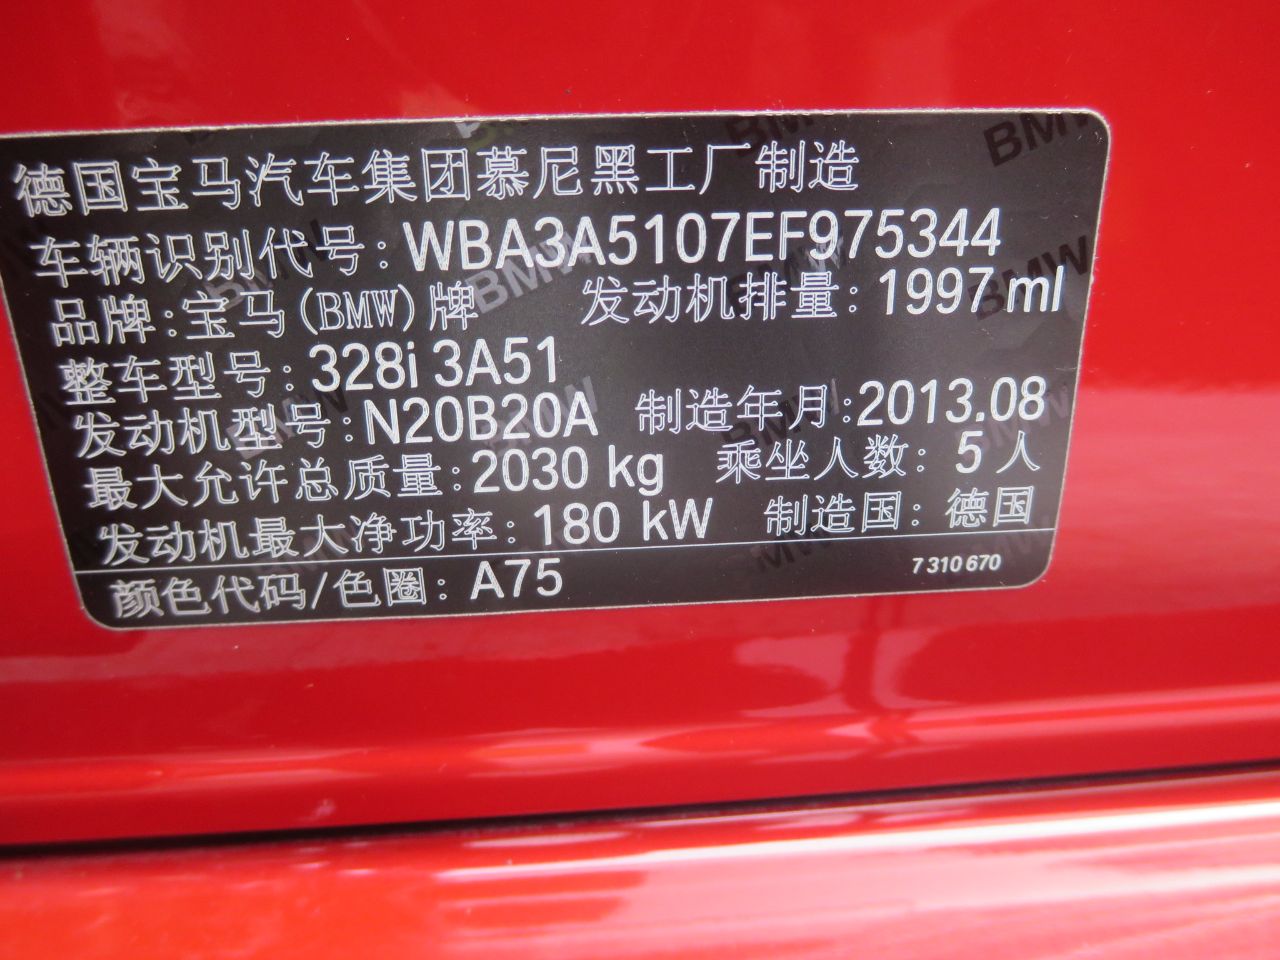 德国宝马汽车集团慕尼黑工厂制造
车辆识别代号: WBA3A5107EF975344
品牌:宝马(BMW)牌 发动机排量: 1997 ml
整车型号: 328i 3A51
发动机型号: N20B20A 制造年月:2013.08
最大允许总质量: 2030 kg 乘坐人数: 5 人
发动机最大净功率: 180 kW 制造国: 德国
颜色代码/色圈: A75 7 310 670